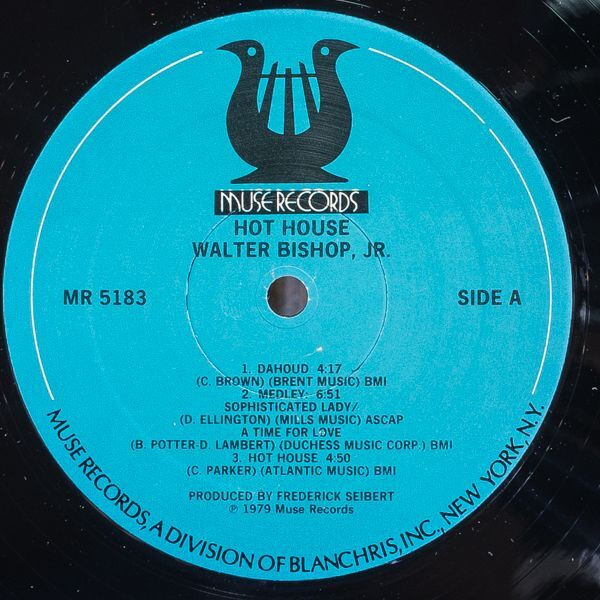 MUSE RECORDS
HOT HOUSE
WALTER BISHOP, JR.
MR 5183
SIDE A
1. DAHOUD 4:17
(C. BROWN) (BRENT MUSIC) BMI
2. MEDLEY: 6:51
SOPHISTICATED LADY/
(D. ELLINGTON) (MILLS MUSIC) ASCAP
A TIME FOR LOVE
(B. POTTER-D. LAMBERT) (DUCHESS MUSIC CORP.) BMI
3. HOT HOUSE 4:50
(C. PARKER) (ATLANTIC MUSIC) BMI
PRODUCED BY FREDERICK SEIBERT
℗ 1979 Muse Records
MUSE RECORDS, A DIVISION OF BLANCHRIS, INC., NEW YORK, N.Y.